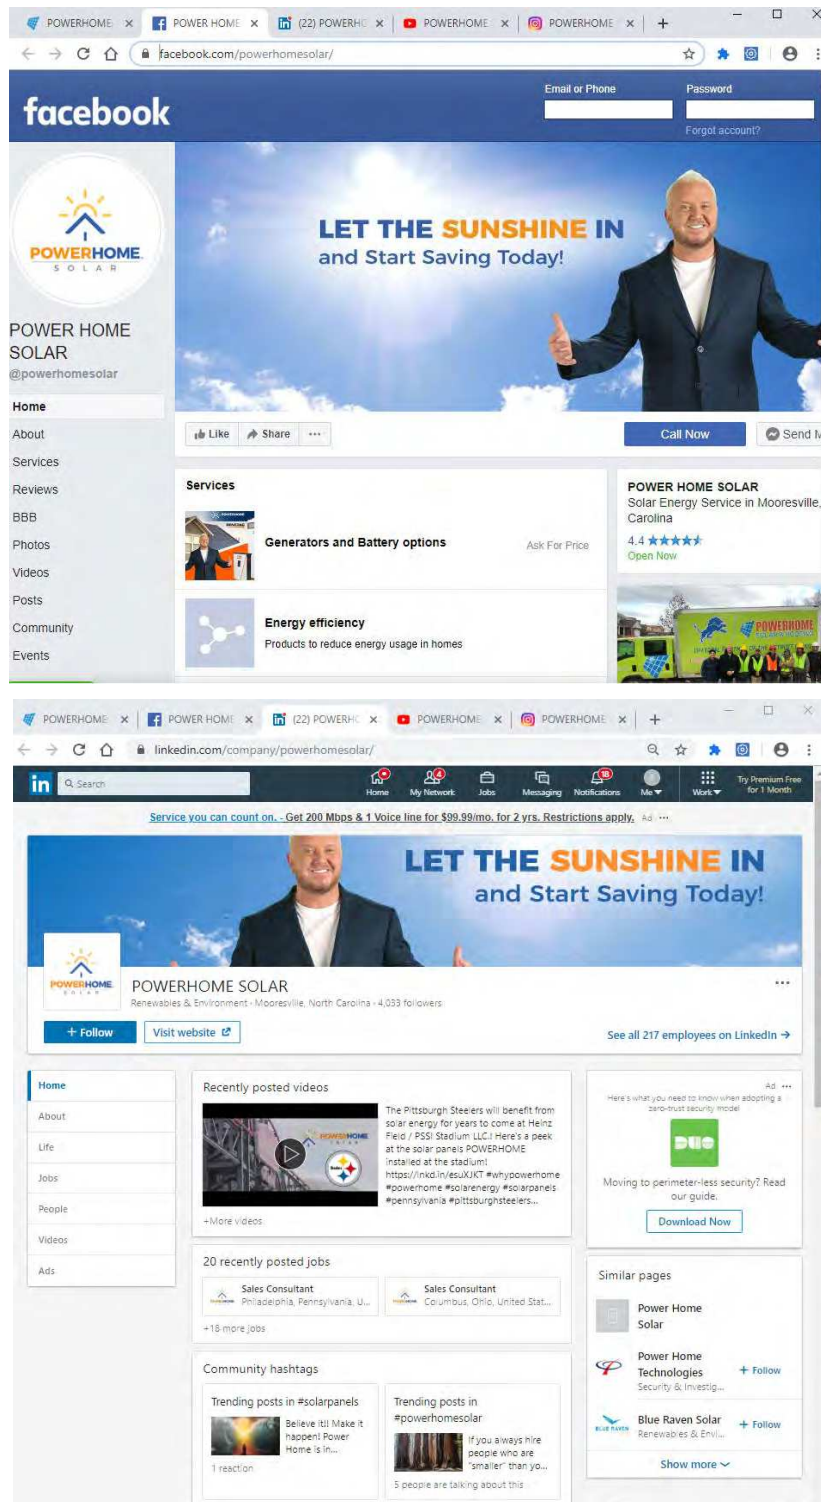 POWERHOME
POWER HOME
(22) POWERHO
POWERHOME
POWERHOME
facebook.com/powerhomesolar/
facebook
Email or Phone
Password
Forgot account?
POWERHOME
SOLAR
LET THE SUNSHINE IN
and Start Saving Today!
POWER HOME
SOLAR
@powerhomesolar
Home
About
Services
Reviews
BBB
Photos
Videos
Posts
Community
Events
Like
Share
Call Now
Send M
Services
Generators and Battery options
Ask For Price
Energy efficiency
Products to reduce energy usage in homes
POWER HOME SOLAR
Solar Energy Service in Mooresville,
Carolina
4.4
Open Now
POWERHOME
POWERHOME
POWER HOME
(22) POWERHO
POWERHOME
POWERHOME
linkedin.com/company/powerhomesolar/
in
Search
Home
My Network
4
Jobs
Messaging
Notifications
18
Me
Work
Try Premium Free
for 1 Month
Service you can count on. - Get 200 Mbps & 1 Voice line for $99.99/mo. for 2 yrs. Restrictions apply. Ad ...
LET THE SUNSHINE IN
and Start Saving Today!
POWERHOME
SOLAR
POWERHOME SOLAR
Renewables & Environment · Mooresville, North Carolina · 4,033 followers
+ Follow
Visit website
See all 217 employees on LinkedIn →
Home
About
Life
Jobs
People
Videos
Ads
Recently posted videos
POWERHOME
Steelers
The Pittsburgh Steelers will benefit from
solar energy for years to come at Heinz
Field / PSSI Stadium LLC.! Here's a peek
at the solar panels POWERHOME
installed at the stadium!
https://lnkd.in/esuXJKT #whypowerhome
#powerhome #solarenergy #solarpanels
#pennsylvania #pittsburghsteelers...
+More videos
20 recently posted jobs
Sales Consultant
Philadelphia, Pennsylvania, U...
Sales Consultant
Columbus, Ohio, United Stat...
+18 more jobs
Community hashtags
Trending posts in #solarpanels
Believe it!! Make it
happen! Power
Home is in...
1 reaction
Trending posts in
#powerhomesolar
If you always hire
people who are
"smaller" than yo...
5 people are talking about this
Ad ...
Here's what you need to know when adopting a
zero-trust security model
DUO
Moving to perimeter-less security? Read
our guide.
Download Now
Similar pages
Power Home
Solar
Power Home
Technologies
Security & Investig...
+ Follow
BLUE RAVEN
Blue Raven Solar
Renewables & Envi...
+ Follow
Show more